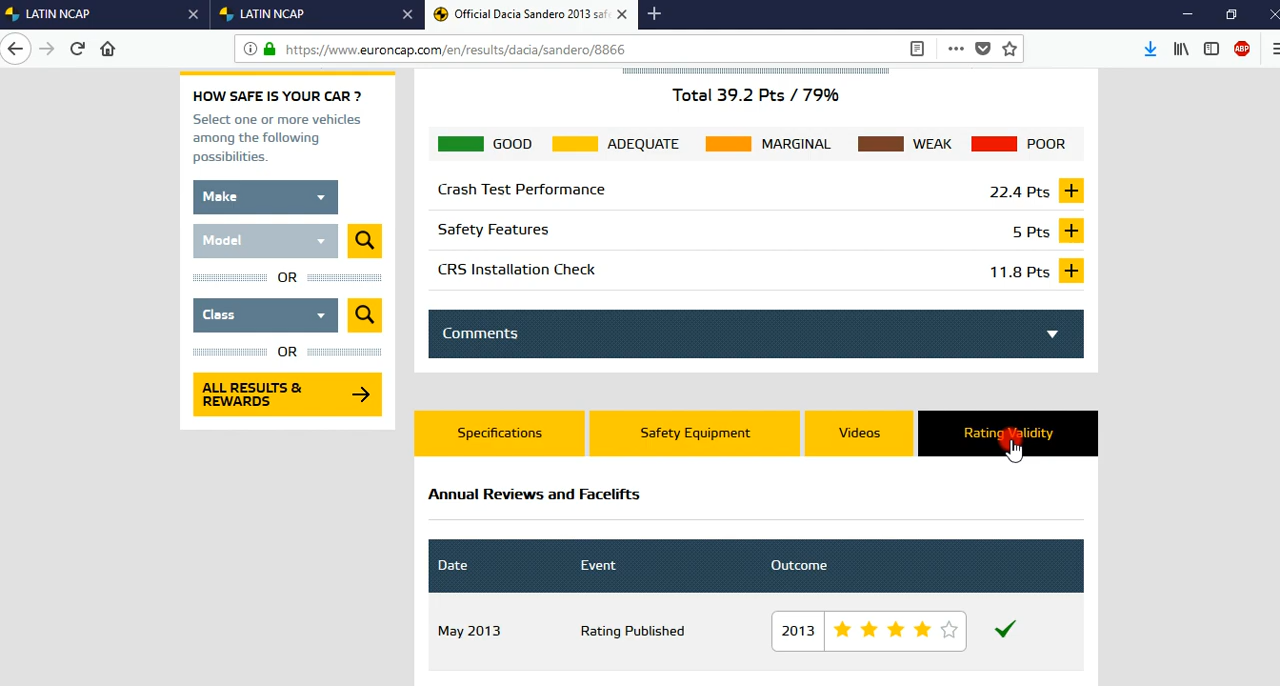 LATIN NCAP
LATIN NCAP
Official Dacia Sandero 2013 saf
https://www.euroncap.com/en/results/dacia/sandero/8866
ABP
HOW SAFE IS YOUR CAR ?
Select one or more vehicles
among the following
possibilities.
Make
Model
OR
Class
OR
ALL RESULTS &
REWARDS
Total 39.2 Pts / 79%
GOOD ADEQUATE MARGINAL WEAK POOR
Crash Test Performance 22.4 Pts +
Safety Features 5 Pts +
CRS Installation Check 11.8 Pts +
Comments
Specifications Safety Equipment Videos Rating Validity
Annual Reviews and Facelifts
Date Event Outcome
May 2013 Rating Published 2013